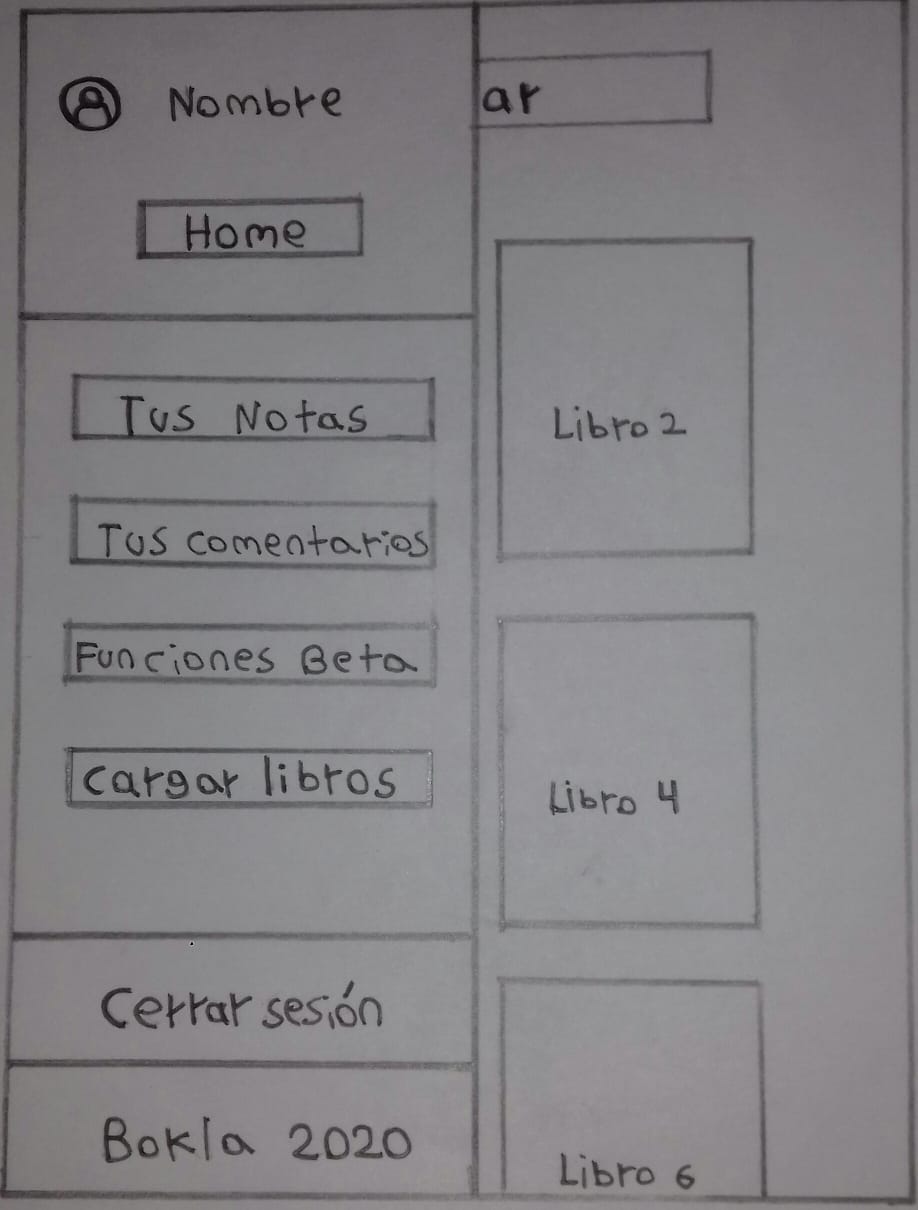 Nombre
Home
Tus Notas
Tus comentarios
Funciones Beta
cargar libros
Cerrar sesión
Bokla 2020
ar
Libro 2
Libro 4
Libro 6